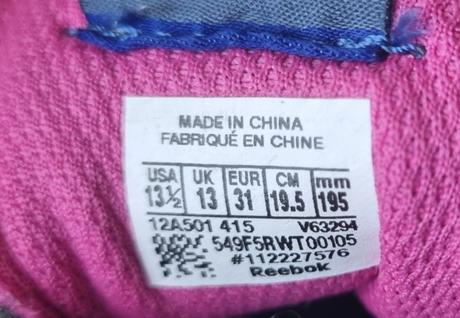 MADE IN CHINA
FABRIQUÉ EN CHINE
USA UK EUR CM mm
13½ 13 31 19.5 195
12A501 415 V63294
549F5RWT00105
#112227576
Reebok